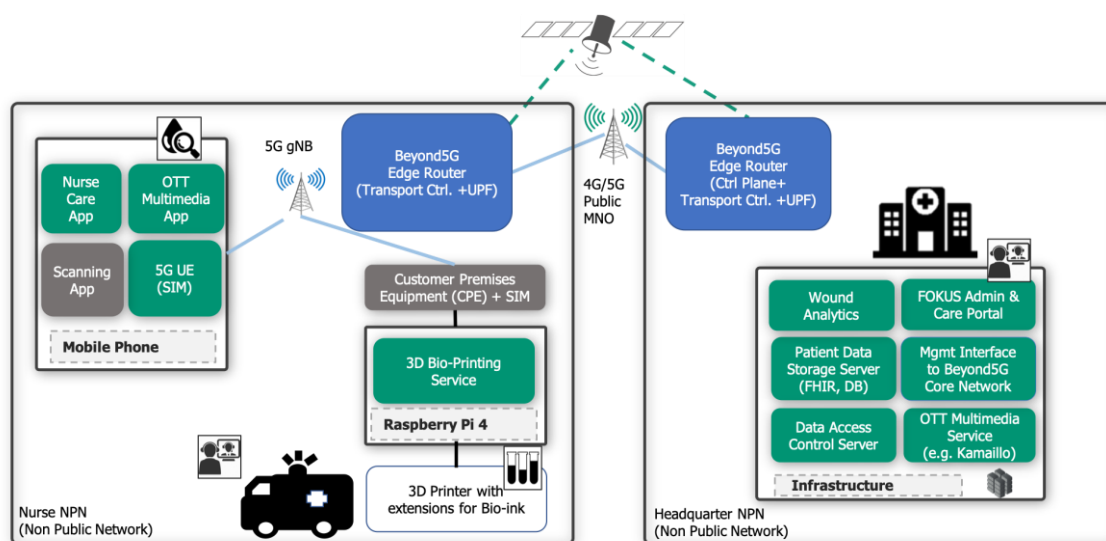 5G gNB
Beyond5G
Edge Router
(Transport Ctrl. +UPF)
4G/5G
Public
MNO
Beyond5G
Edge Router
(Ctrl Plane+
Transport Ctrl. +UPF)
Nurse
Care
App
OTT
Multimedia
App
Scanning
App
5G UE
(SIM)
Mobile Phone
Customer Premises
Equipment (CPE) + SIM
3D Bio-Printing
Service
Raspberry Pi 4
3D Printer with
extensions for Bio-ink
Nurse NPN
(Non Public Network)
Wound
Analytics
FOKUS Admin &
Care Portal
Patient Data
Storage Server
(FHIR, DB)
Mgmt Interface
to Beyond5G
Core Network
Data Access
Control Server
OTT Multimedia
Service
(e.g. Kamaillo)
Infrastructure
Headquarter NPN
(Non Public Network)